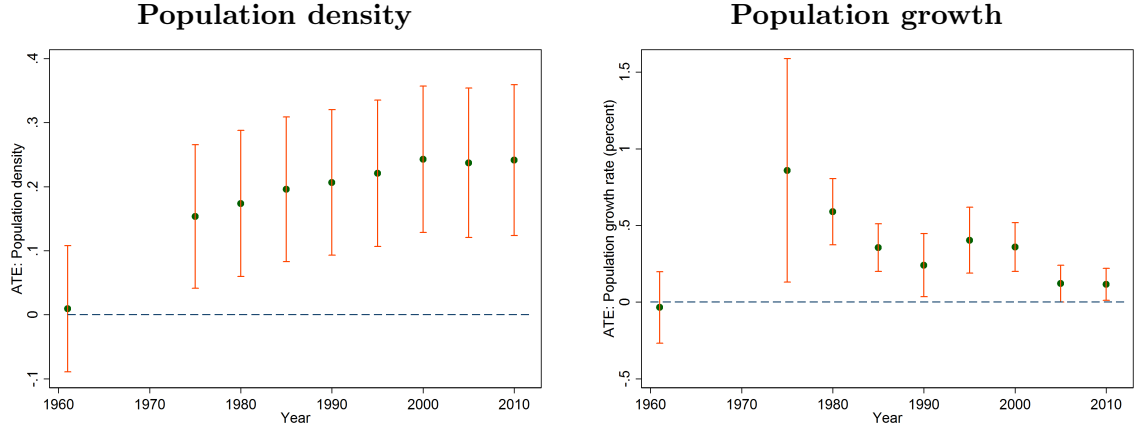 Population density
ATE: Population density
.4
.3
.2
.1
0
-.1
1960 1970 1980 1990 2000 2010
Year
Population growth
ATE: Population growth rate (percent)
1.5
1
.5
0
-.5
1960 1970 1980 1990 2000 2010
Year